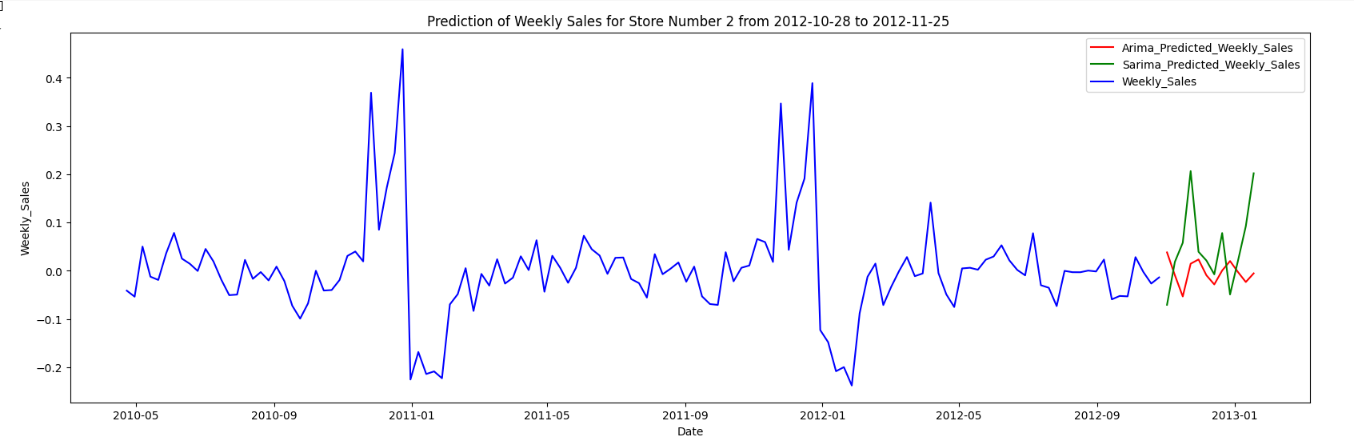 Prediction of Weekly Sales for Store Number 2 from 2012-10-28 to 2012-11-25
Arima_Predicted_Weekly_Sales
Sarima_Predicted_Weekly_Sales
Weekly_Sales
0.4
0.3
0.2
0.1
0.0
−0.1
−0.2
Weekly_Sales
2010-05 2010-09 2011-01 2011-05 2011-09 2012-01 2012-05 2012-09 2013-01
Date